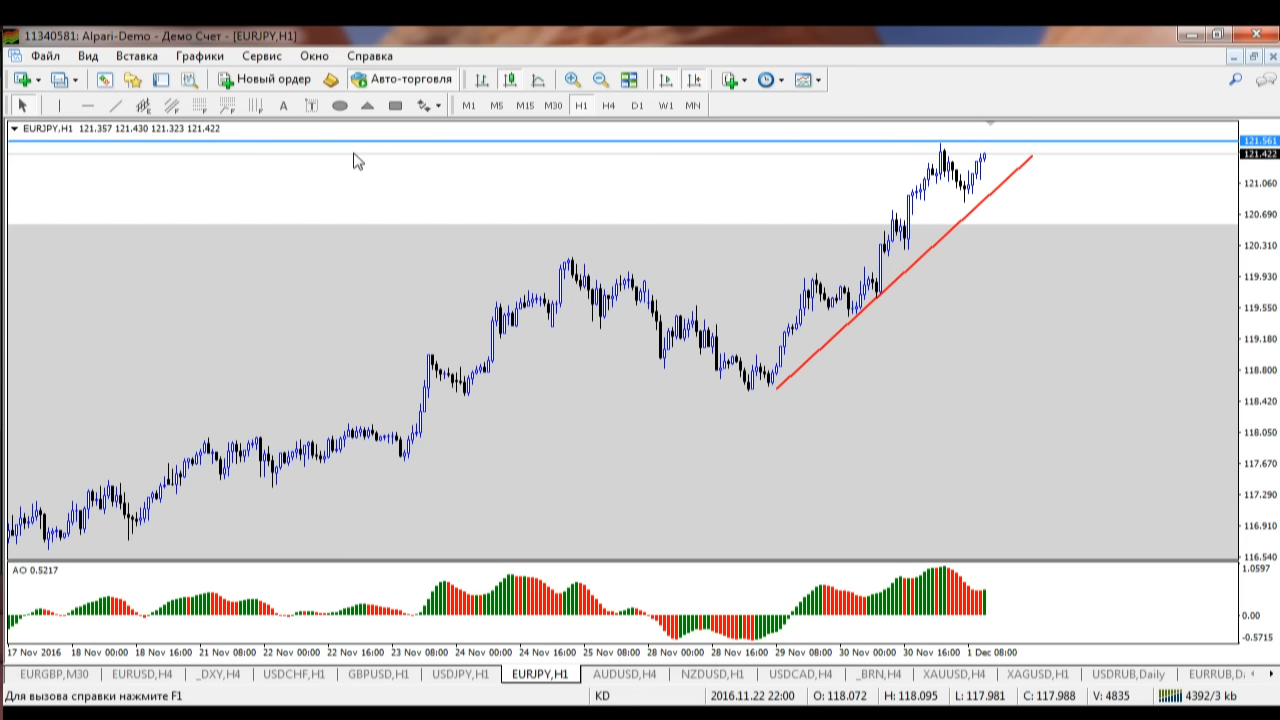 11340581: Alpari-Demo - Демо Счет - [EURJPY,H1]
Файл Вид Вставка Графики Сервис Окно Справка
Новый ордер Авто-торговля
A T M1 M5 M15 M30 H1 H4 D1 W1 MN
EURJPY,H1 121.357 121.430 121.323 121.422
121.561
121.422
121.060
120.690
120.310
119.930
119.550
119.180
118.800
118.420
118.050
117.670
117.290
116.910
116.540
AO 0.5217
1.0597
0.00
-0.5715
17 Nov 2016 18 Nov 00:00 18 Nov 16:00 21 Nov 08:00 22 Nov 00:00 22 Nov 16:00 23 Nov 08:00 24 Nov 00:00 24 Nov 16:00 25 Nov 08:00 28 Nov 00:00 28 Nov 16:00 29 Nov 08:00 30 Nov 00:00 30 Nov 16:00 1 Dec 08:00
EURGBP,M30 EURUSD,H4 _DXY,H4 USDCHF,H1 GBPUSD,H1 USDJPY,H1 EURJPY,H1 AUDUSD,H4 NZDUSD,H1 USDCAD,H4 _BRN,H4 XAUUSD,H4 XAGUSD,H1 USDRUB,Daily EURRUB,D
Для вызова справки нажмите F1 KD 2016.11.22 22:00 O: 118.072 H: 118.095 L: 117.981 C: 117.988 V: 4835 4392/3 kb